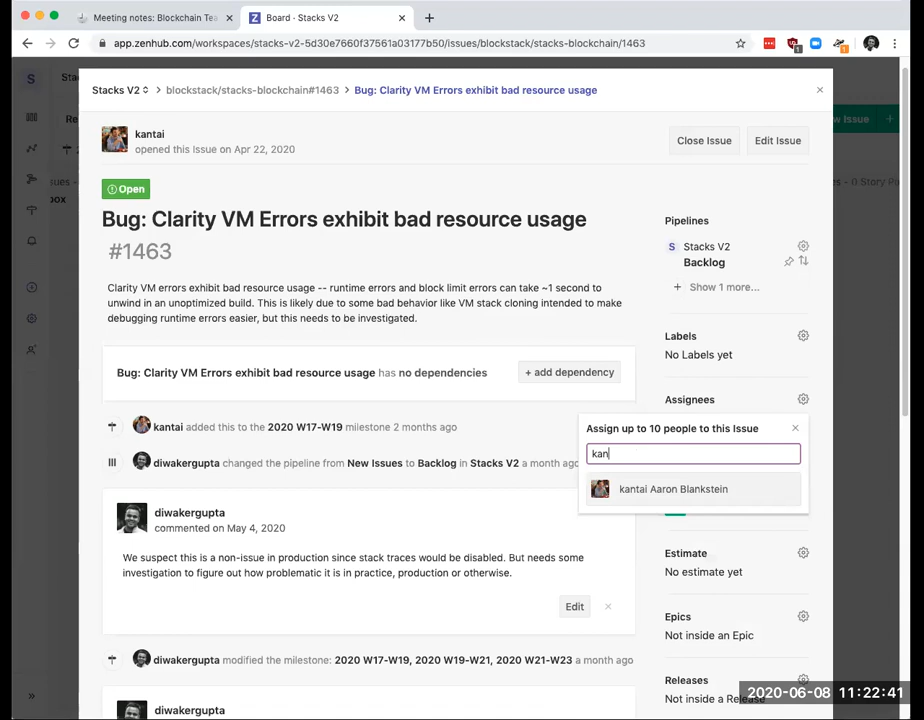 Meeting notes: Blockchain Tea
Board - Stacks V2
app.zenhub.com/workspaces/stacks-v2-5d30e7660f37561a03177b50/issues/blockstack/stacks-blockchain/1463
S
Sta
Re
w Issue
Stacks V2 > blockstack/stacks-blockchain#1463 > Bug: Clarity VM Errors exhibit bad resource usage
kantai
opened this Issue on Apr 22, 2020
Close Issue
Edit Issue
Open
Bug: Clarity VM Errors exhibit bad resource usage
#1463
Clarity VM errors exhibit bad resource usage -- runtime errors and block limit errors can take ~1 second to
unwind in an unoptimized build. This is likely due to some bad behavior like VM stack cloning intended to make
debugging runtime errors easier, but this needs to be investigated.
Bug: Clarity VM Errors exhibit bad resource usage has no dependencies
+ add dependency
kantai added this to the 2020 W17-W19 milestone 2 months ago
diwakergupta changed the pipeline from New Issues to Backlog in Stacks V2 a month ago
diwakergupta
commented on May 4, 2020
We suspect this is a non-issue in production since stack traces would be disabled. But needs some
investigation to figure out how problematic it is in practice, production or otherwise.
Edit
diwakergupta modified the milestone: 2020 W17-W19, 2020 W19-W21, 2020 W21-W23 a month ago
diwakergupta
Pipelines
S Stacks V2
Backlog
+ Show 1 more...
Labels
No Labels yet
Assignees
Assign up to 10 people to this Issue
kan
kantai Aaron Blankstein
Estimate
No estimate yet
Epics
Not inside an Epic
Releases
Not inside a Release
2020-06-08 11:22:41